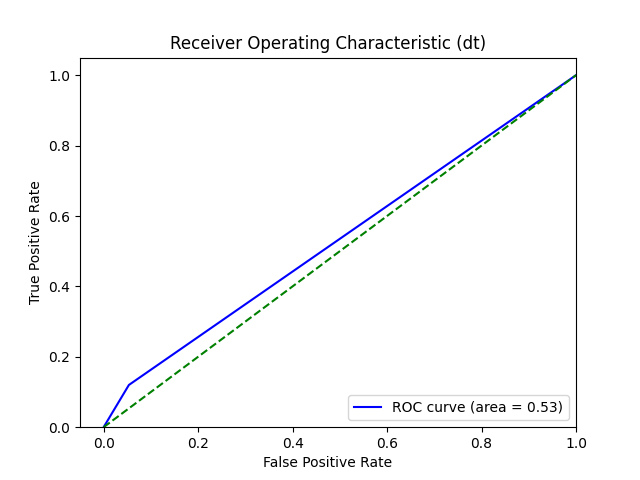 Receiver Operating Characteristic (dt)
True Positive Rate
1.0
0.8
0.6
0.4
0.2
0.0
ROC curve (area = 0.53)
0.0 0.2 0.4 0.6 0.8 1.0
False Positive Rate